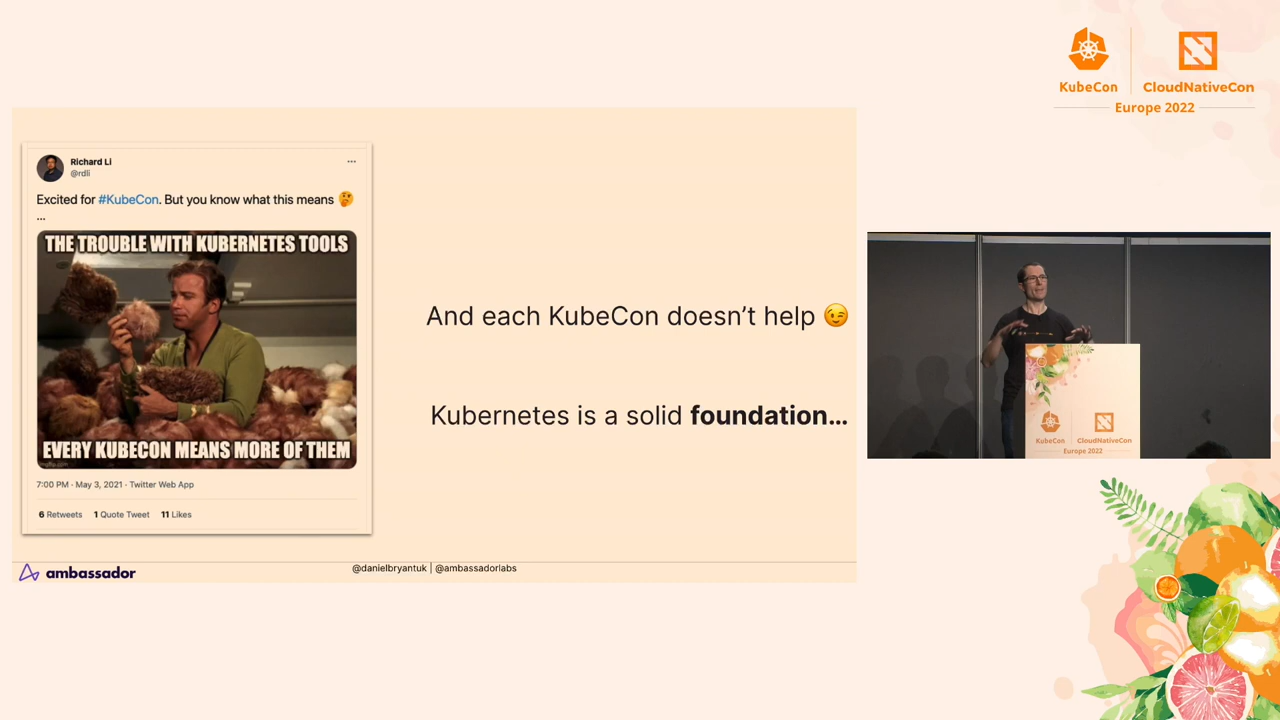 KubeCon
CloudNativeCon
Europe 2022
Richard Li
@rdli
Excited for #KubeCon. But you know what this means 🤔
...
THE TROUBLE WITH KUBERNETES TOOLS
EVERY KUBECON MEANS MORE OF THEM
7:00 PM · May 3, 2021 · Twitter Web App
6 Retweets 1 Quote Tweet 11 Likes
And each KubeCon doesn’t help 😉
Kubernetes is a solid foundation...
ambassador
@danielbryantuk | @ambassadorlabs
KubeCon
CloudNativeCon
Europe 2022